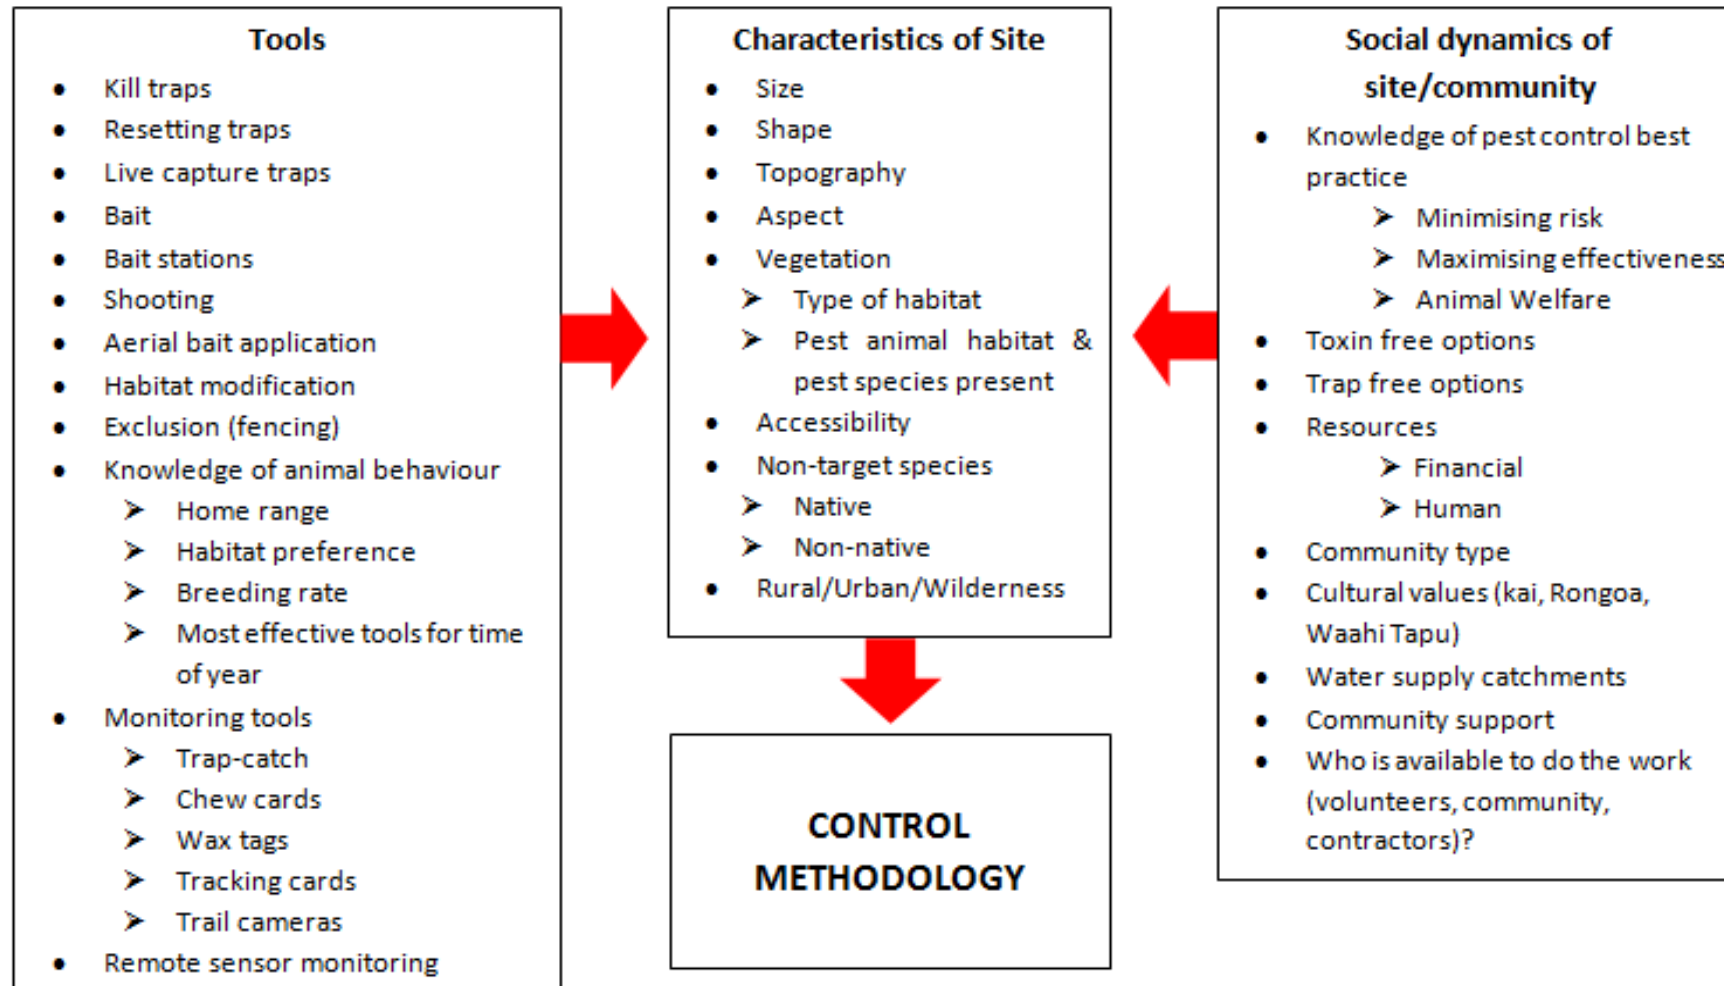 Tools
• Kill traps
• Resetting traps
• Live capture traps
• Bait
• Bait stations
• Shooting
• Aerial bait application
• Habitat modification
• Exclusion (fencing)
• Knowledge of animal behaviour
➢ Home range
➢ Habitat preference
➢ Breeding rate
➢ Most effective tools for time
of year
• Monitoring tools
➢ Trap-catch
➢ Chew cards
➢ Wax tags
➢ Tracking cards
➢ Trail cameras
• Remote sensor monitoring
Characteristics of Site
• Size
• Shape
• Topography
• Aspect
• Vegetation
➢ Type of habitat
➢ Pest animal habitat &
pest species present
• Accessibility
• Non-target species
➢ Native
➢ Non-native
• Rural/Urban/Wilderness
CONTROL
METHODOLOGY
Social dynamics of
site/community
• Knowledge of pest control best
practice
➢ Minimising risk
➢ Maximising effectiveness
➢ Animal Welfare
• Toxin free options
• Trap free options
• Resources
➢ Financial
➢ Human
• Community type
• Cultural values (kai, Rongoa,
Waahi Tapu)
• Water supply catchments
• Community support
• Who is available to do the work
(volunteers, community,
contractors)?